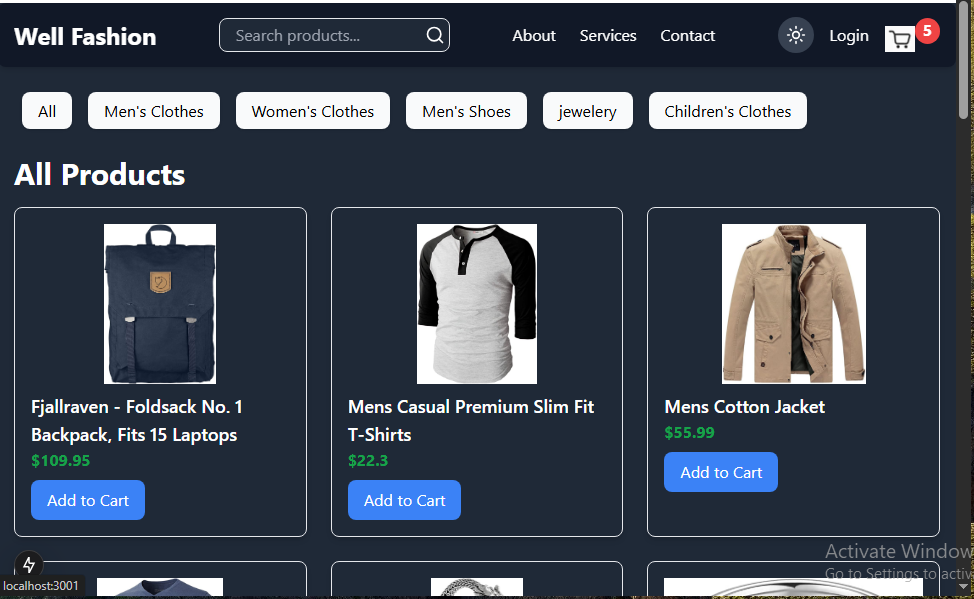 Well Fashion
Search products...
About
Services
Contact
Login
5
All
Men's Clothes
Women's Clothes
Men's Shoes
jewelery
Children's Clothes
All Products
Fjallraven - Foldsack No. 1
Backpack, Fits 15 Laptops
$109.95
Add to Cart
Mens Casual Premium Slim Fit
T-Shirts
$22.3
Add to Cart
Mens Cotton Jacket
$55.99
Add to Cart
Activate Window
Go to Settings to activ
localhost:3001